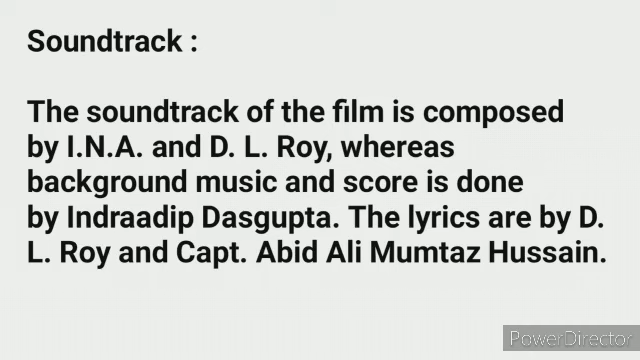 Soundtrack :
The soundtrack of the film is composed
by I.N.A. and D. L. Roy, whereas
background music and score is done
by Indraadip Dasgupta. The lyrics are by D.
L. Roy and Capt. Abid Ali Mumtaz Hussain.
PowerDirector